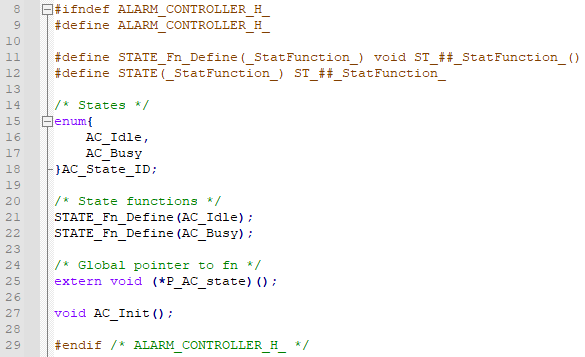 8 #ifndef ALARM_CONTROLLER_H_
9 #define ALARM_CONTROLLER_H_
10
11 #define STATE_Fn_Define(_StatFunction_) void ST_##_StatFunction_()
12 #define STATE(_StatFunction_) ST_##_StatFunction_
13
14 /* States */
15 enum{
16     AC_Idle,
17     AC_Busy
18 }AC_State_ID;
19
20 /* State functions */
21 STATE_Fn_Define(AC_Idle);
22 STATE_Fn_Define(AC_Busy);
23
24 /* Global pointer to fn */
25 extern void (*P_AC_state)();
26
27 void AC_Init();
28
29 #endif /* ALARM_CONTROLLER_H_ */